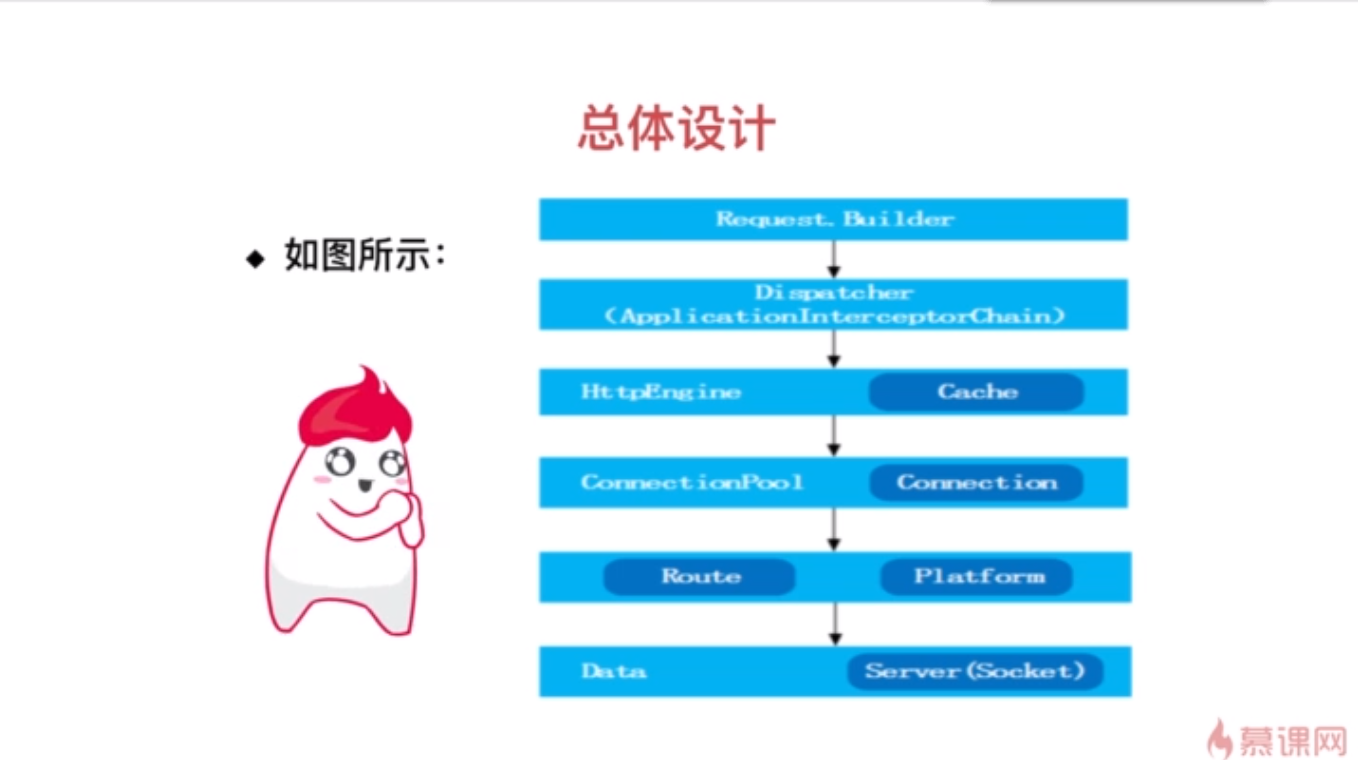 总体设计
◆ 如图所示：
Request.Builder
Dispatcher
(ApplicationInterceptorChain)
HttpEngine Cache
ConnectionPool Connection
Route Platform
Data Server(Socket)
慕课网